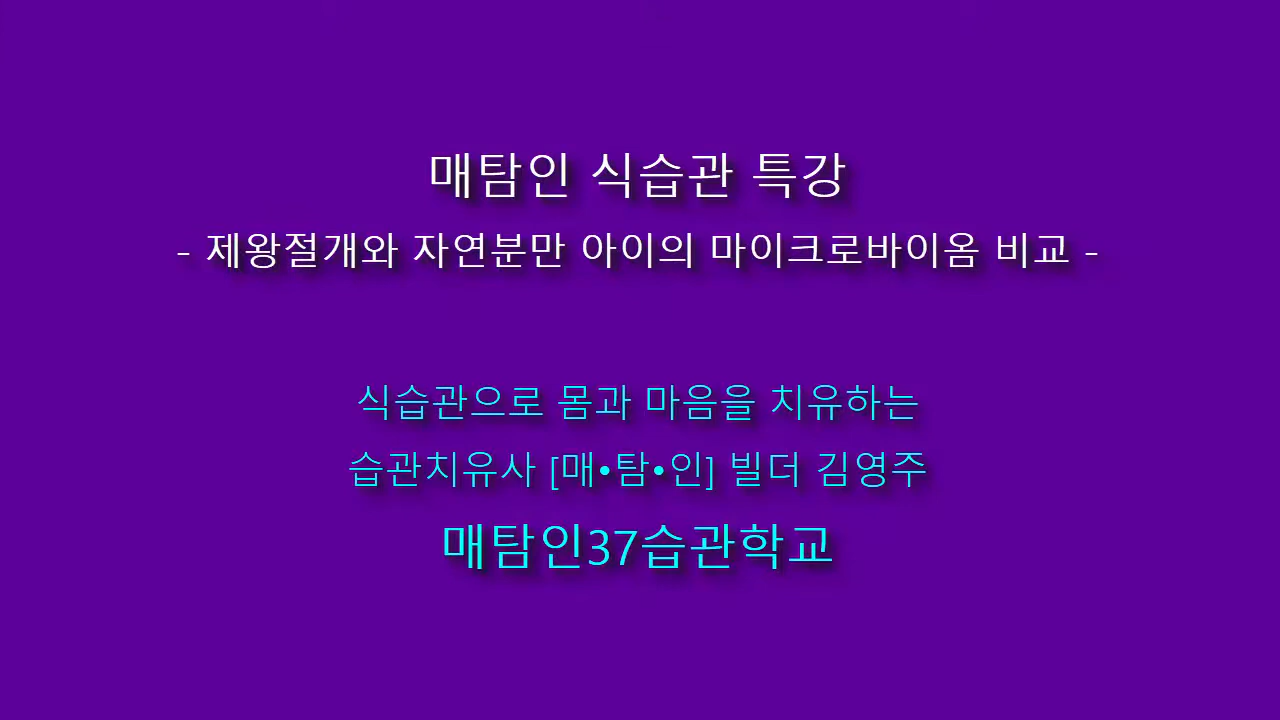 매탐인 식습관 특강
- 제왕절개와 자연분만 아이의 마이크로바이옴 비교 -
식습관으로 몸과 마음을 치유하는
습관치유사 [매•탐•인] 빌더 김영주
매탐인37습관학교